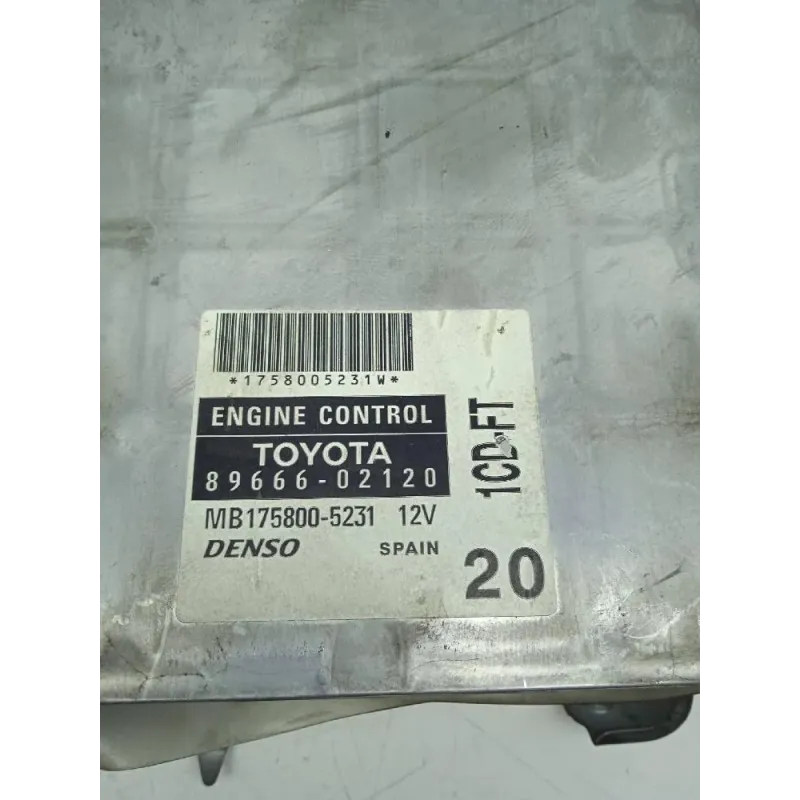 *1758005231W*
ENGINE CONTROL
TOYOTA
89666-02120
MB175800-5231 12V
DENSO SPAIN
1CD-FT
20